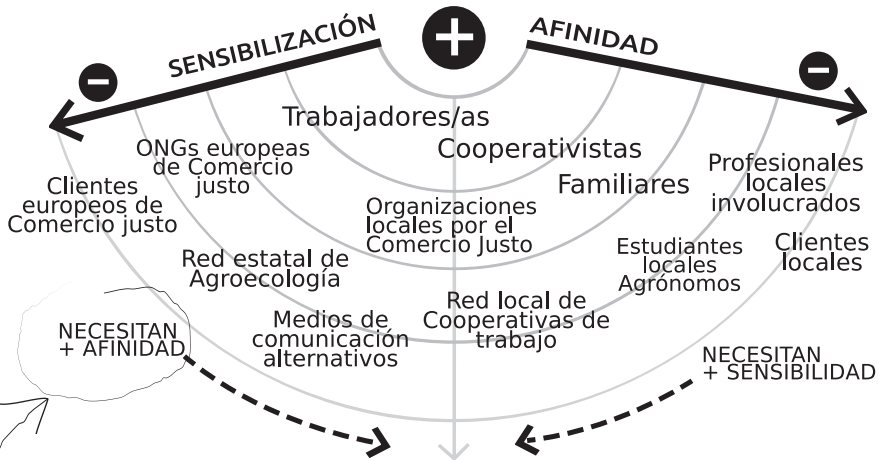 SENSIBILIZACIÓN
+
AFINIDAD
-
-
Trabajadores/as
Cooperativistas
ONGs europeas
de Comercio
justo
Familiares
Profesionales
locales
involucrados
Clientes
europeos de
Comercio justo
Organizaciones
locales por el
Comercio Justo
Estudiantes
locales
Agrónomos
Clientes
locales
Red estatal de
Agroecología
Red local de
Cooperativas de
trabajo
Medios de
comunicación
alternativos
NECESITAN
+ AFINIDAD
NECESITAN
+ SENSIBILIDAD